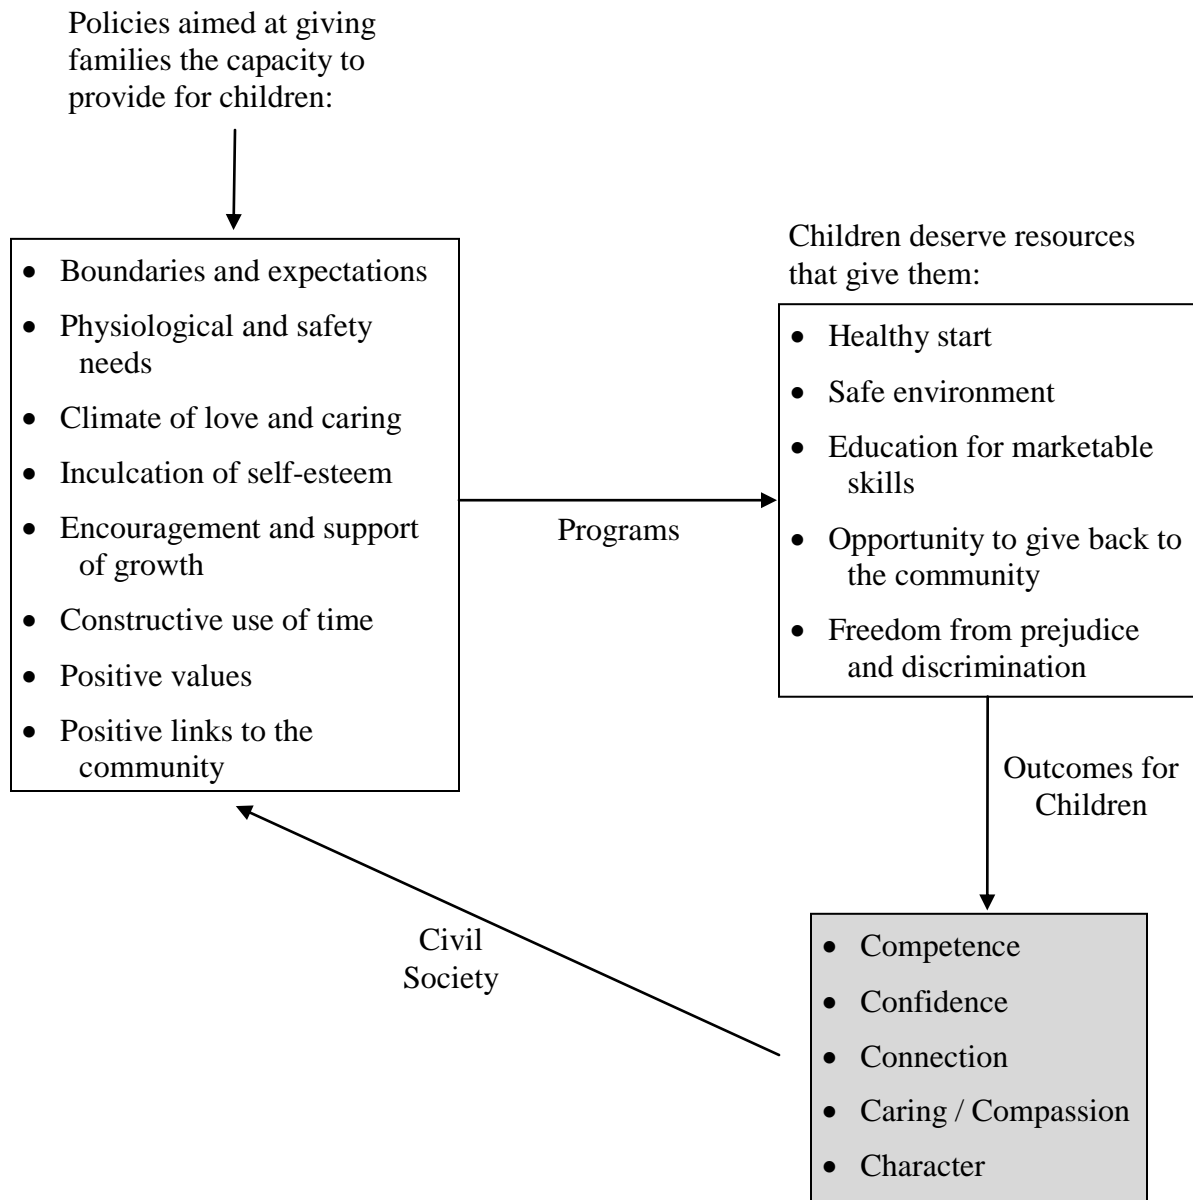 Policies aimed at giving
families the capacity to
provide for children:
• Boundaries and expectations
• Physiological and safety
needs
• Climate of love and caring
• Inculcation of self-esteem
• Encouragement and support
of growth
• Constructive use of time
• Positive values
• Positive links to the
community
Programs
Children deserve resources
that give them:
• Healthy start
• Safe environment
• Education for marketable
skills
• Opportunity to give back to
the community
• Freedom from prejudice
and discrimination
Outcomes for
Children
• Competence
• Confidence
• Connection
• Caring / Compassion
• Character
Civil
Society